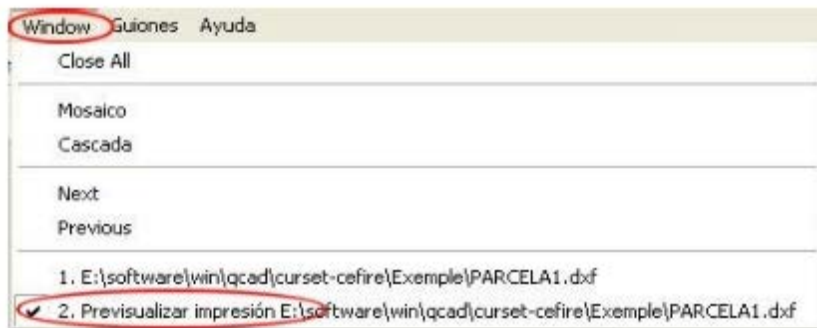 Window Guiones Ayuda
Close All
Mosaico
Cascada
Next
Previous
1. E:\software\win\qcad\curset-cefire\Exemple\PARCELA1.dxf
2. Previsualizar impresión E:\software\win\qcad\curset-cefire\Exemple\PARCELA1.dxf